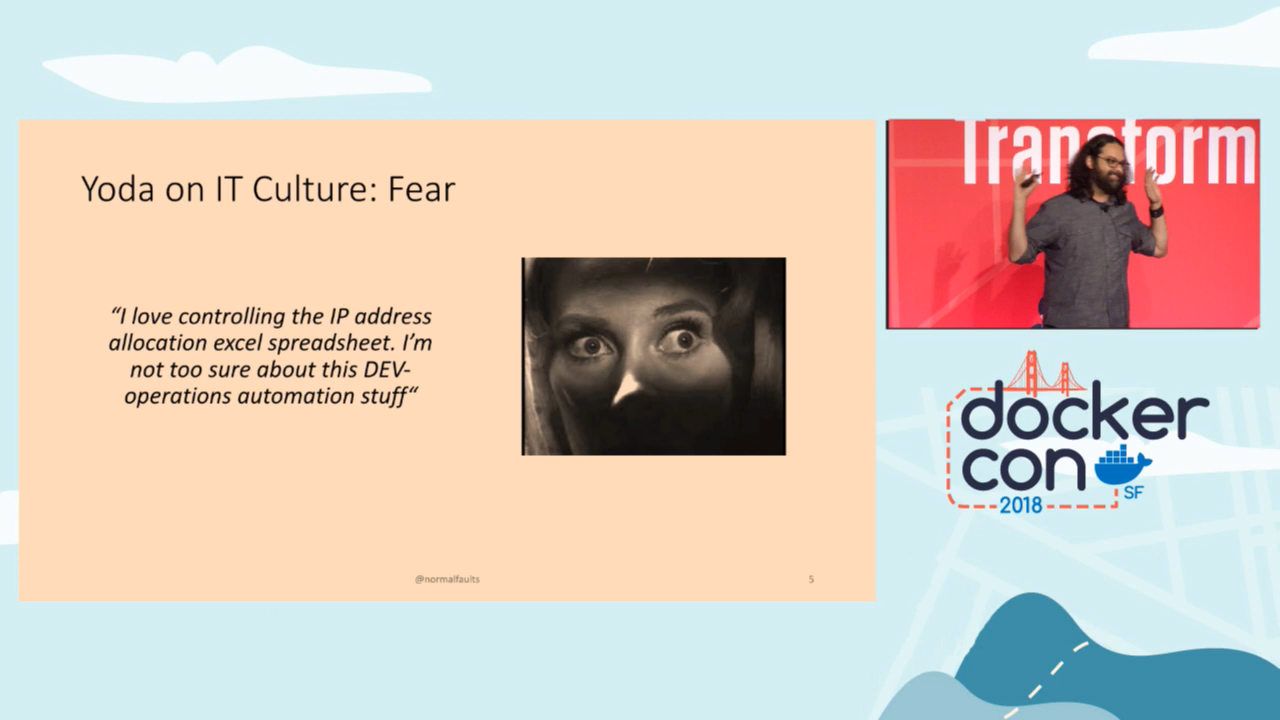 Yoda on IT Culture: Fear
“I love controlling the IP address
allocation excel spreadsheet. I’m
not too sure about this DEV-
operations automation stuff“
@normalfaults
5
Transform
docker
con
2018
SF